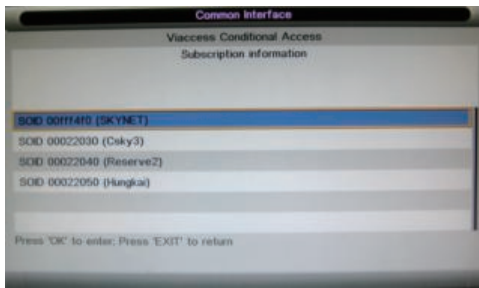 Common Interface
Viaccess Conditional Access
Subscription information
SOID 00fff4f0 (SKYNET)
SOID 00022030 (Csky3)
SOID 00022040 (Reserve2)
SOID 00022050 (Hungkai)
Press 'OK' to enter; Press 'EXIT' to return